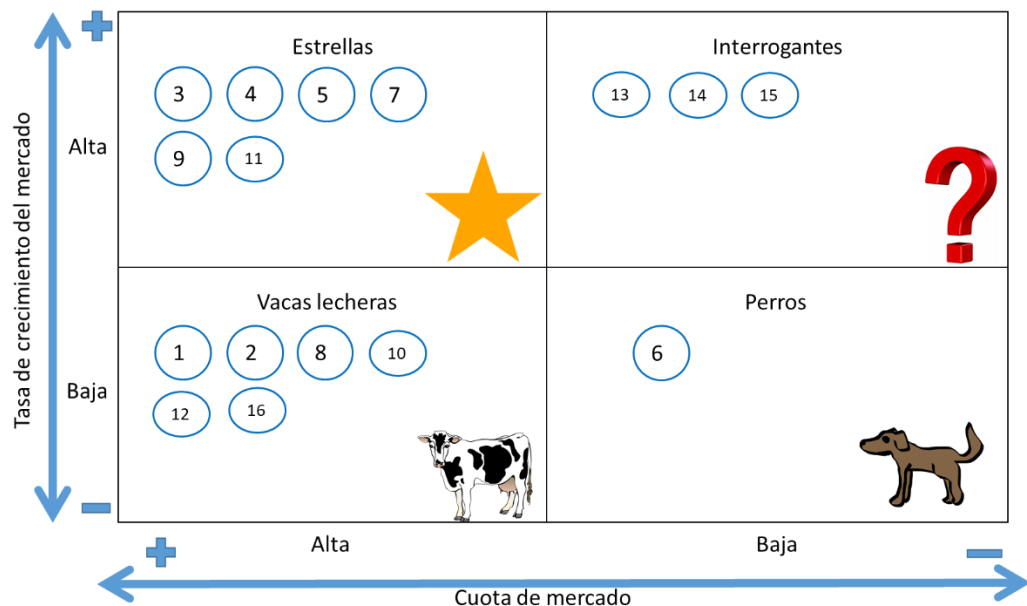 Estrellas
Interrogantes
3 4 5 7
13 14 15
9 11
Alta
Tasa de crecimiento del mercado
Vacas lecheras
Perros
1 2 8 10
6
12 16
Baja
Alta
Baja
Cuota de mercado